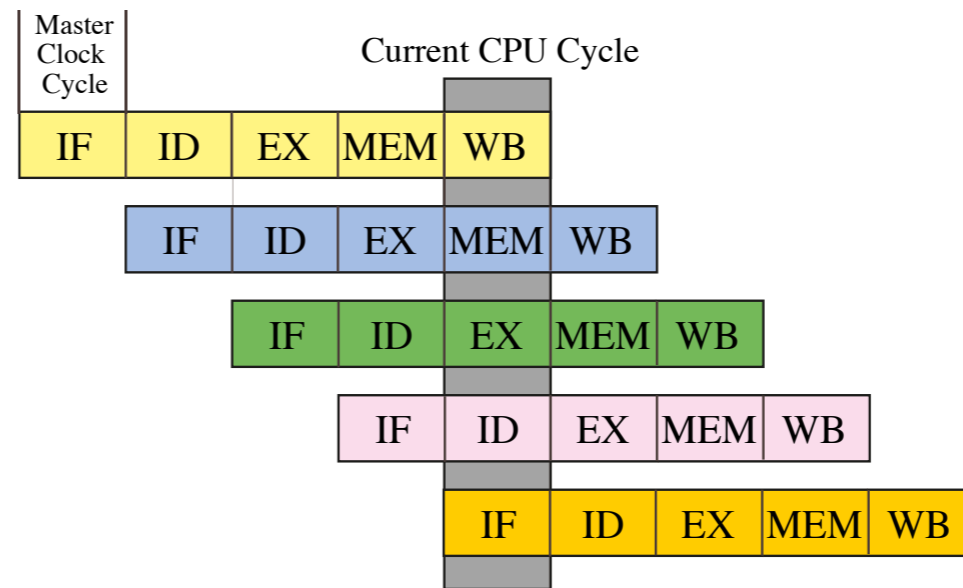 Master
Clock
Cycle
Current CPU Cycle
IF ID EX MEM WB
IF ID EX MEM WB
IF ID EX MEM WB
IF ID EX MEM WB
IF ID EX MEM WB